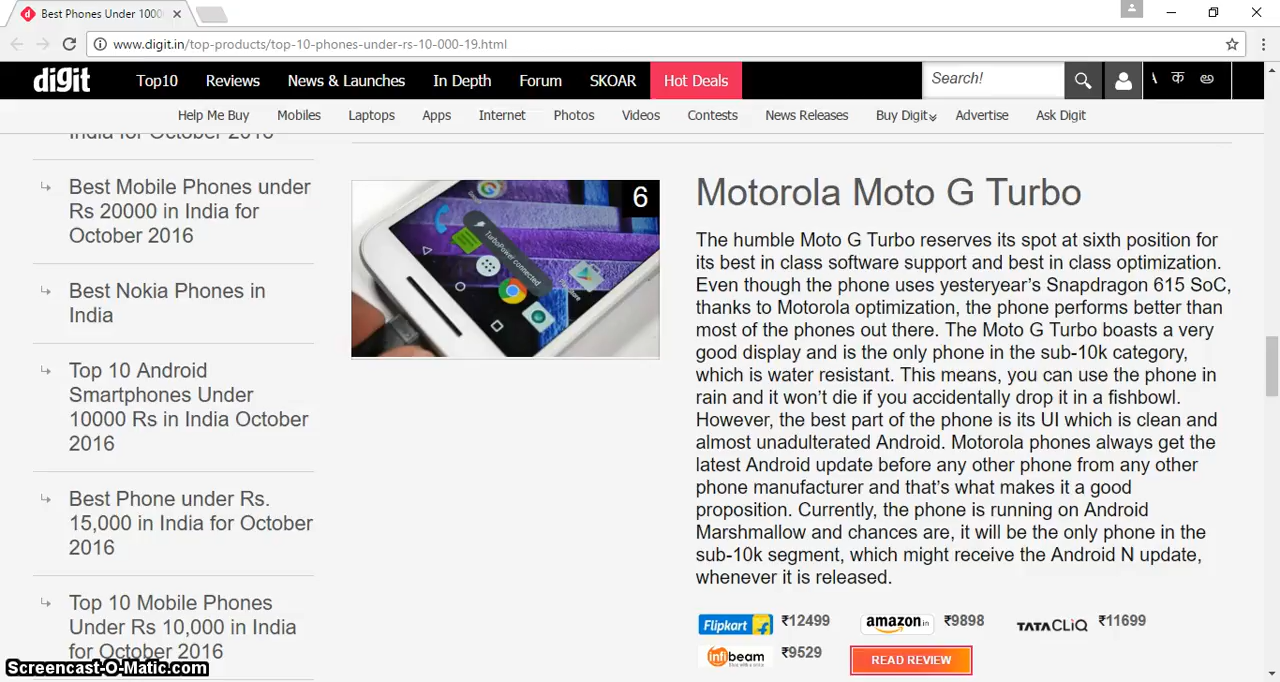 Best Phones Under 1000
www.digit.in/top-products/top-10-phones-under-rs-10-000-19.html
digit
Top10
Reviews
News & Launches
In Depth
Forum
SKOAR
Hot Deals
Search!
क
Help Me Buy
Mobiles
Laptops
Apps
Internet
Photos
Videos
Contests
News Releases
Buy Digit
Advertise
Ask Digit
India for October 2016
Best Mobile Phones under
Rs 20000 in India for
October 2016
Best Nokia Phones in
India
Top 10 Android
Smartphones Under
10000 Rs in India October
2016
Best Phone under Rs.
15,000 in India for October
2016
Top 10 Mobile Phones
Under Rs 10,000 in India
for October 2016
6
TurboPower connected
Motorola Moto G Turbo
The humble Moto G Turbo reserves its spot at sixth position for
its best in class software support and best in class optimization.
Even though the phone uses yesteryear's Snapdragon 615 SoC,
thanks to Motorola optimization, the phone performs better than
most of the phones out there. The Moto G Turbo boasts a very
good display and is the only phone in the sub-10k category,
which is water resistant. This means, you can use the phone in
rain and it won't die if you accidentally drop it in a fishbowl.
However, the best part of the phone is its UI which is clean and
almost unadulterated Android. Motorola phones always get the
latest Android update before any other phone from any other
phone manufacturer and that's what makes it a good
proposition. Currently, the phone is running on Android
Marshmallow and chances are, it will be the only phone in the
sub-10k segment, which might receive the Android N update,
whenever it is released.
Flipkart ₹12499
amazon.in ₹9898
TATA CLiQ ₹11699
infibeam ₹9529
READ REVIEW
Screencast-O-Matic.com